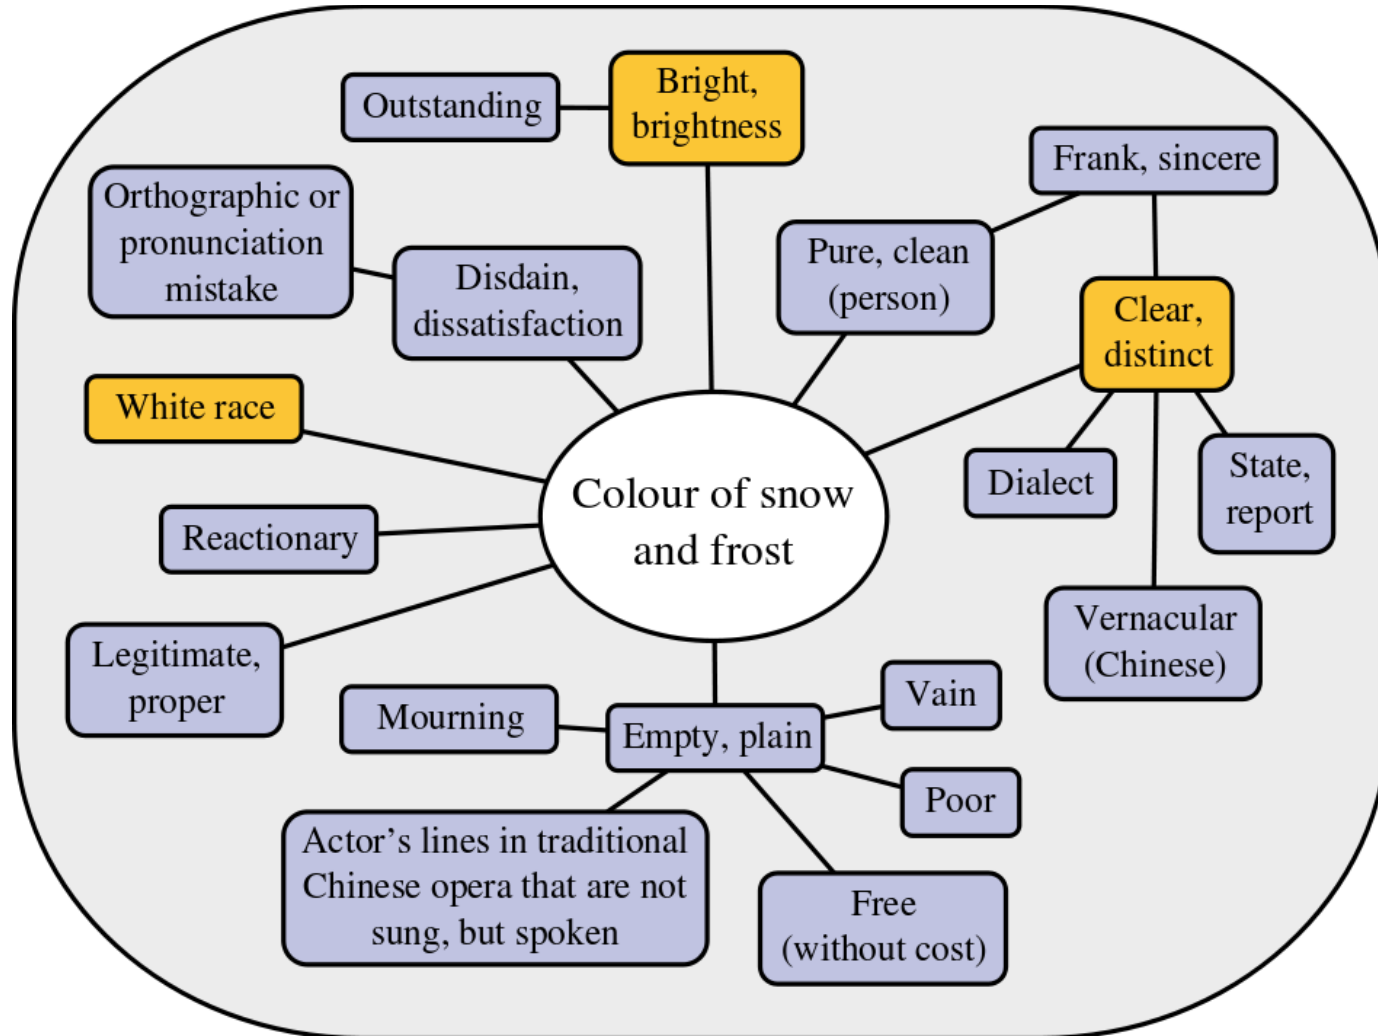 Bright,
brightness
Outstanding
Frank, sincere
Orthographic or
pronunciation
mistake
Pure, clean
(person)
Disdain,
dissatisfaction
Clear,
distinct
White race
Dialect
State,
report
Colour of snow
and frost
Reactionary
Vernacular
(Chinese)
Legitimate,
proper
Vain
Mourning
Empty, plain
Poor
Actor’s lines in traditional
Chinese opera that are not
sung, but spoken
Free
(without cost)